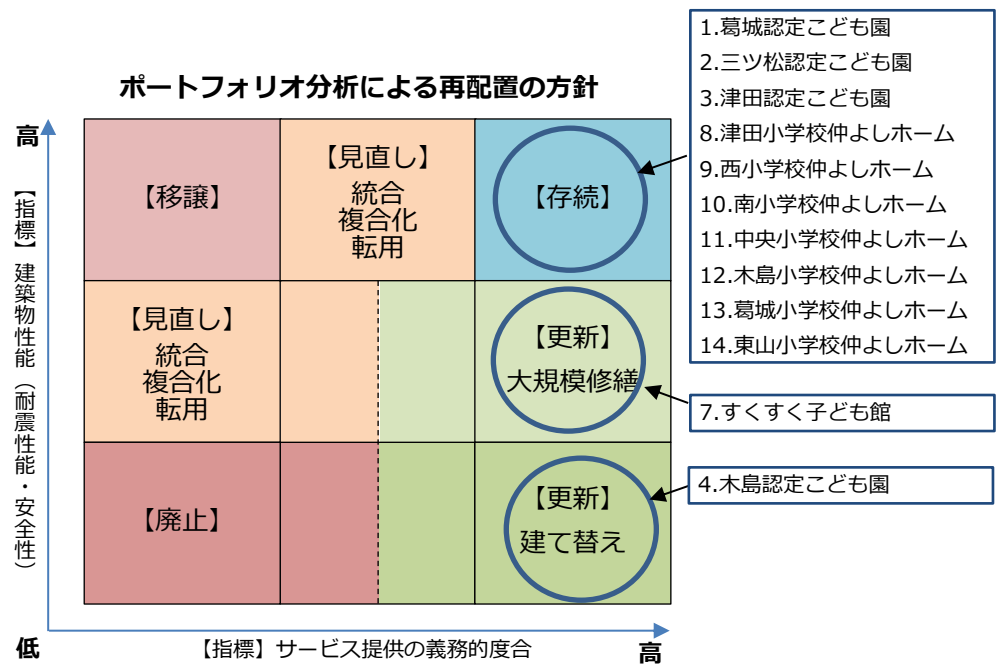 ポートフォリオ分析による再配置の方針
高
【指標】建築物性能（耐震性能・安全性）
低
【移譲】
【見直し】
統合
複合化
転用
【存続】
【見直し】
統合
複合化
転用
【更新】
大規模修繕
【廃止】
【更新】
建て替え
【指標】サービス提供の義務的度合
高
1.葛城認定こども園
2.三ツ松認定こども園
3.津田認定こども園
8.津田小学校仲よしホーム
9.西小学校仲よしホーム
10.南小学校仲よしホーム
11.中央小学校仲よしホーム
12.木島小学校仲よしホーム
13.葛城小学校仲よしホーム
14.東山小学校仲よしホーム
7.すくすく子ども館
4.木島認定こども園